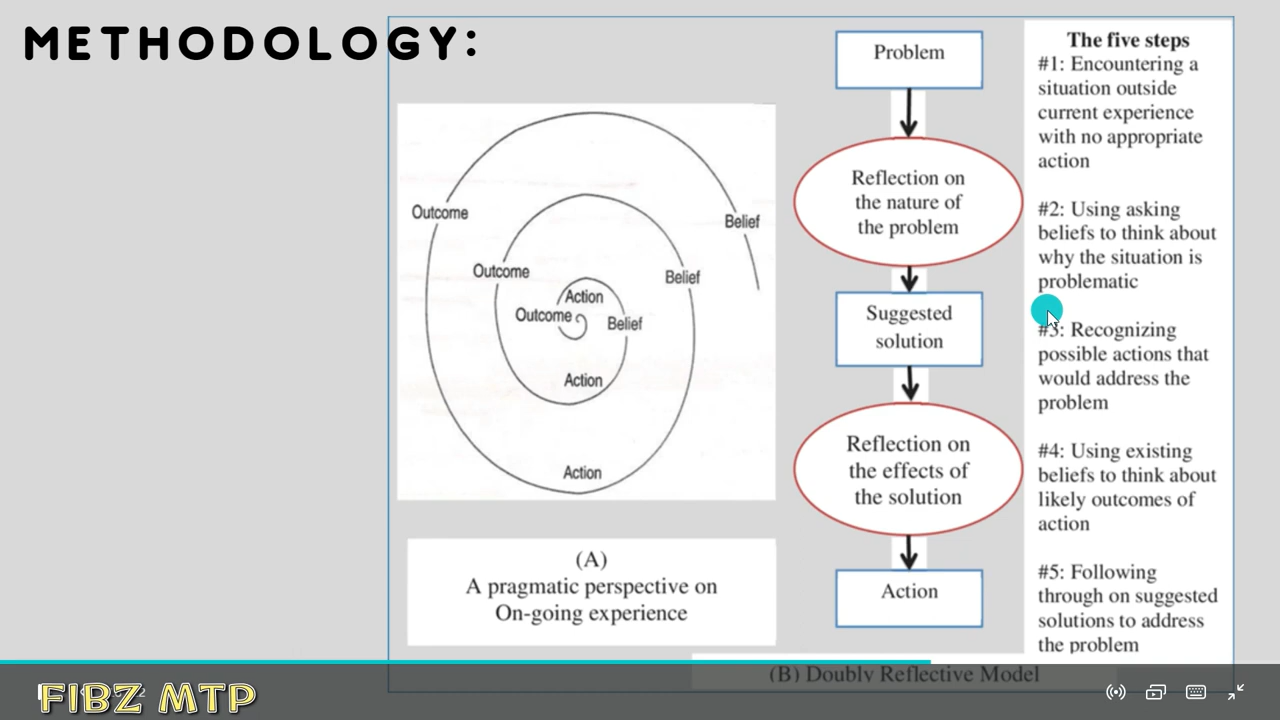 METHODOLOGY:
Outcome
Belief
Outcome
Belief
Action
Outcome
Belief
Action
Action
(A)
A pragmatic perspective on
On-going experience
Problem
Reflection on
the nature of
the problem
Suggested
solution
Reflection on
the effects of
the solution
Action
The five steps
#1: Encountering a
situation outside
current experience
with no appropriate
action
#2: Using asking
beliefs to think about
why the situation is
problematic
#3: Recognizing
possible actions that
would address the
problem
#4: Using existing
beliefs to think about
likely outcomes of
action
#5: Following
through on suggested
solutions to address
the problem
(B) Doubly Reflective Model
FIBZ MTP